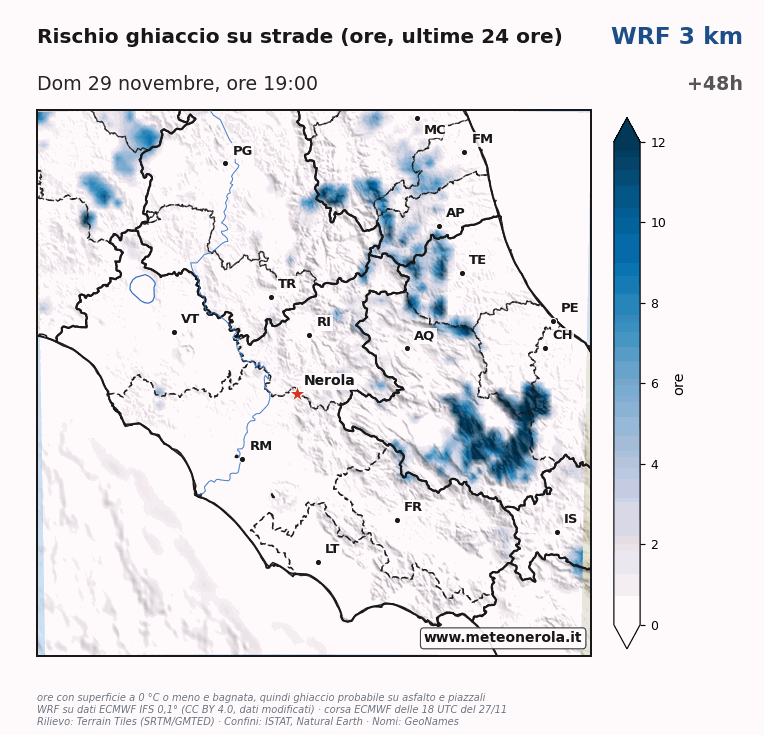 Rischio ghiaccio su strade (ore, ultime 24 ore)
WRF 3 km
Dom 29 novembre, ore 19:00
+48h
MC
FM
PG
AP
TE
TR
PE
VT
RI
AQ
CH
Nerola
RM
FR
IS
LT
www.meteonerola.it
12
10
8
6
4
2
0
ore
ore con superficie a 0 °C o meno e bagnata, quindi ghiaccio probabile su asfalto e piazzali
WRF su dati ECMWF IFS 0,1° (CC BY 4.0, dati modificati) · corsa ECMWF delle 18 UTC del 27/11
Rilievo: Terrain Tiles (SRTM/GMTED) · Confini: ISTAT, Natural Earth · Nomi: GeoNames